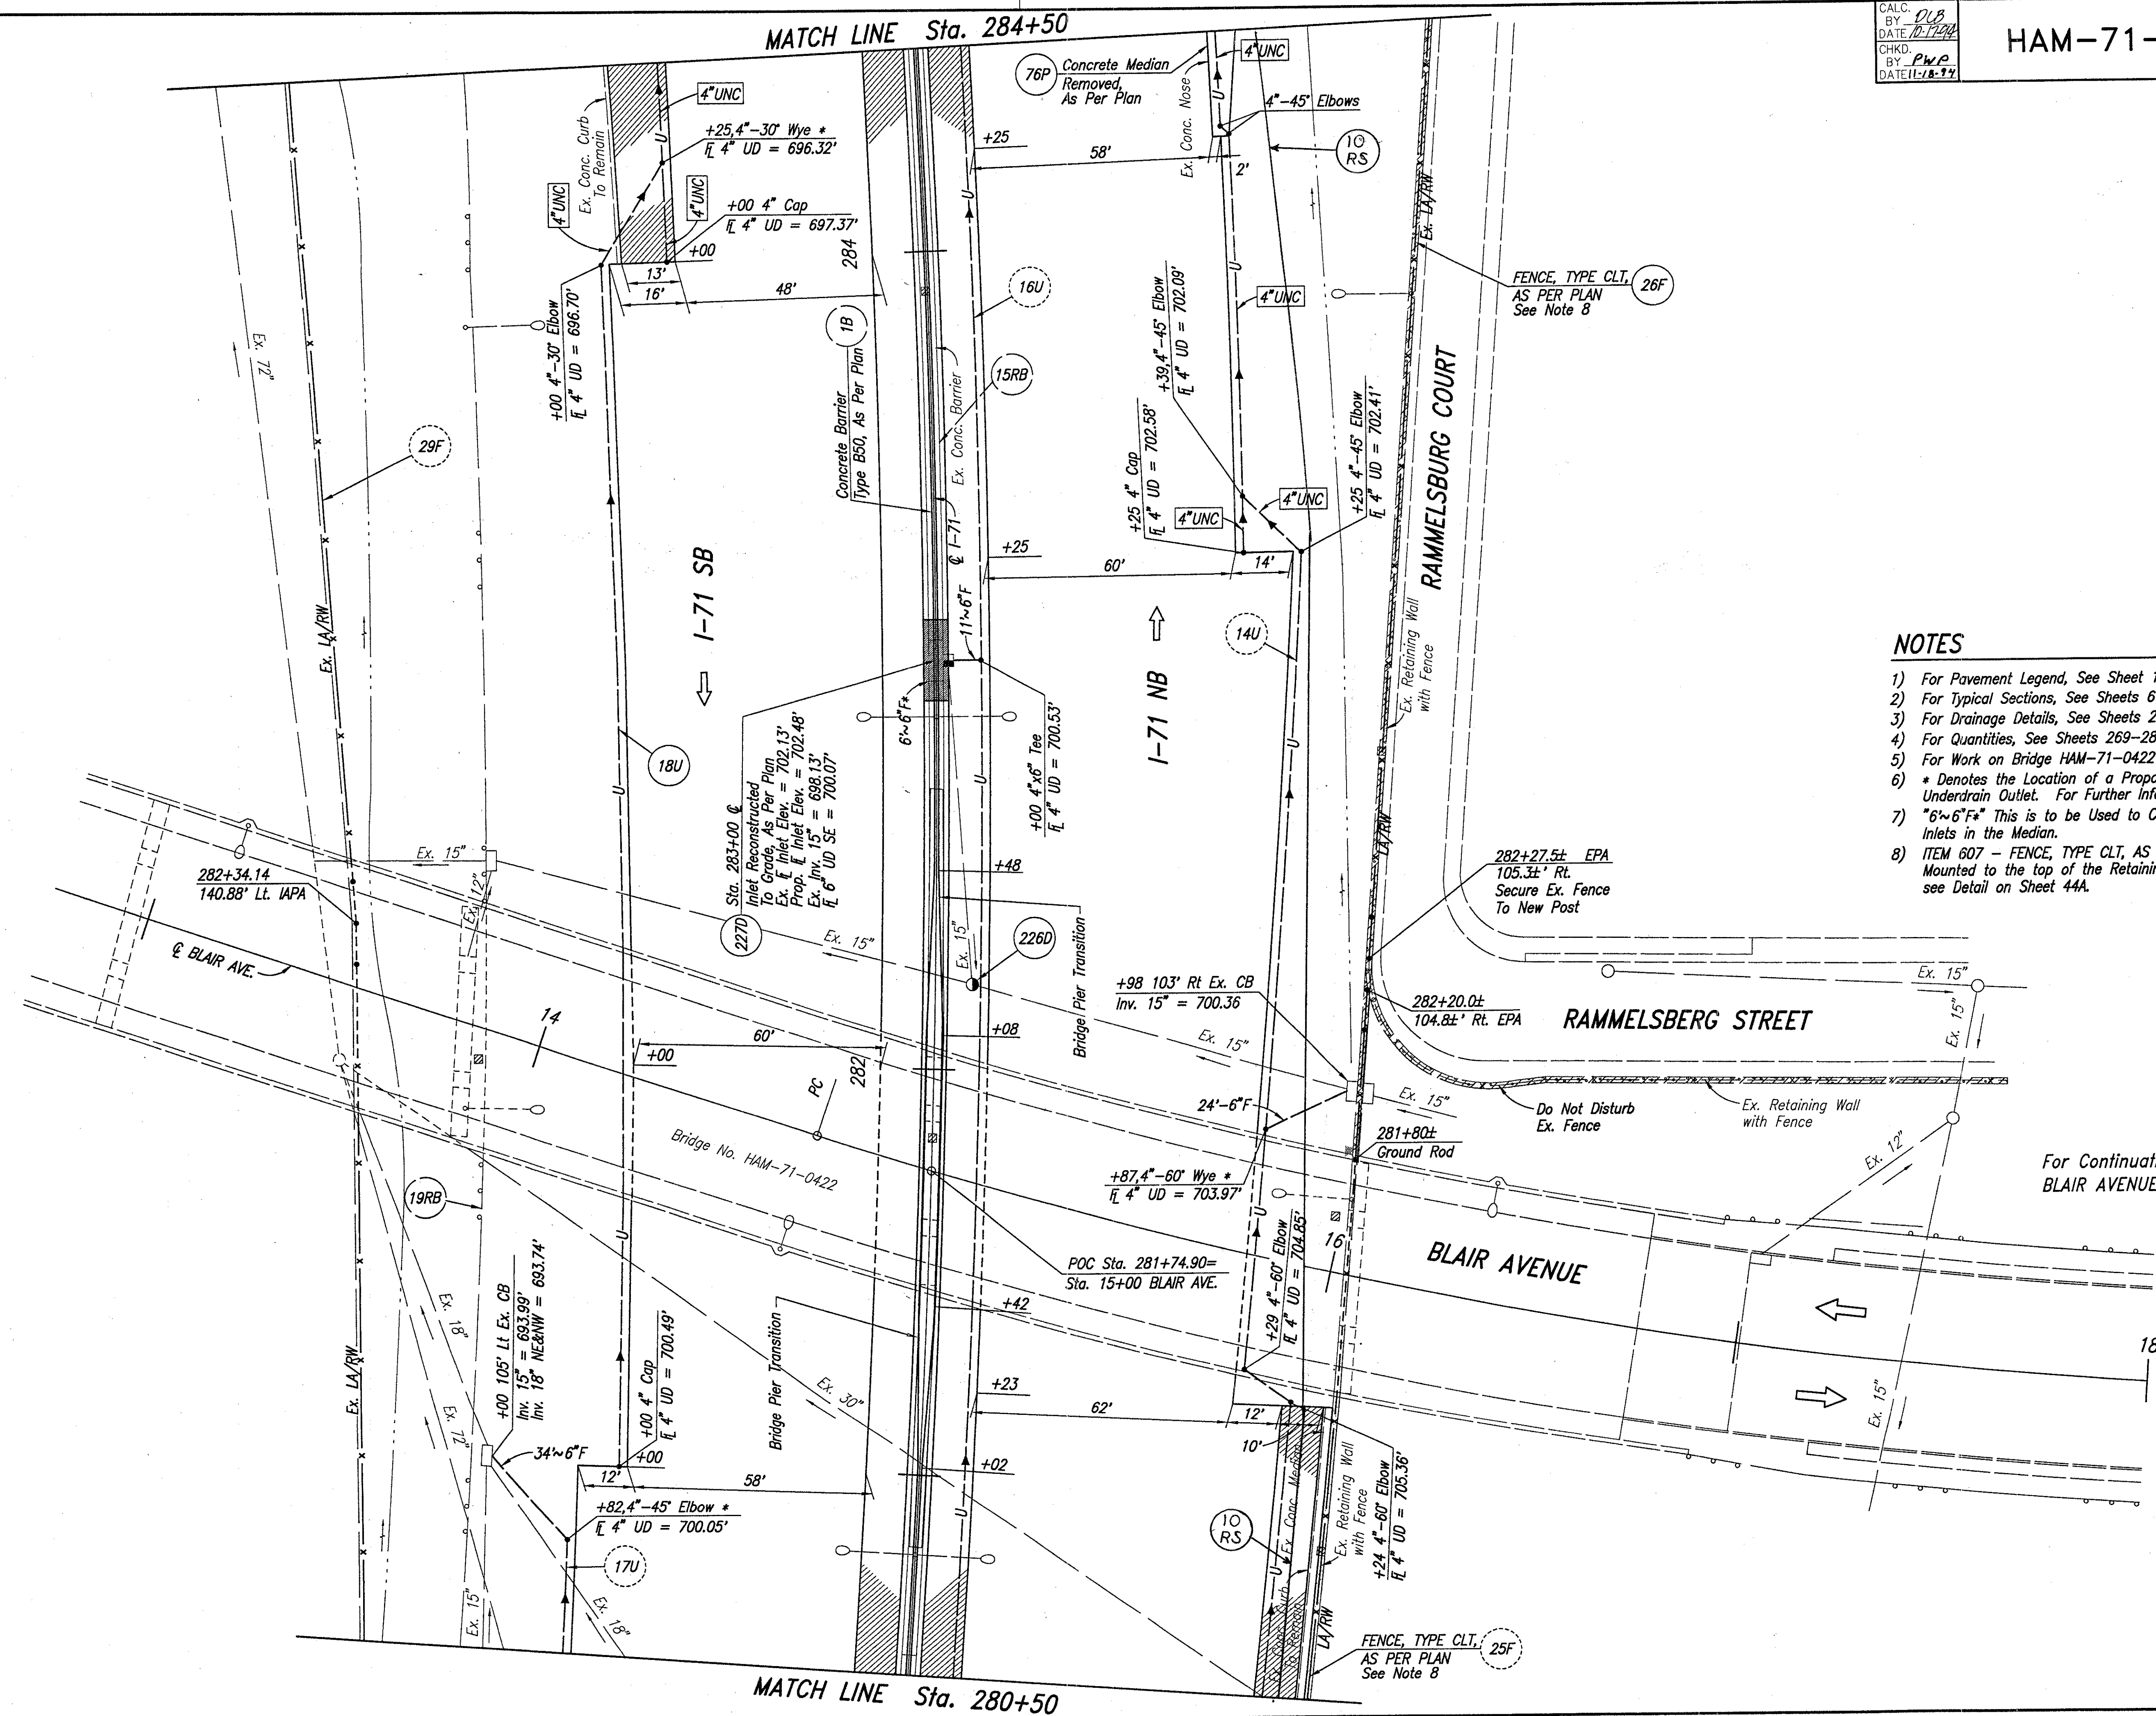 CALC.
BY DLB
DATE 10-17-94
CHKD.
BY PWP
DATE 11-18-94
HAM-71-
MATCH LINE Sta. 284+50
4"UNC
+25,4"-30° Wye *
FL 4" UD = 696.32'
Ex. Conc. Curb
To Remain
4"UNC
4"UNC
+00 4" Cap
FL 4" UD = 697.37'
+00
13'
16'
48'
284
+00 4"-30° Elbow
FL 4" UD = 696.70'
Ex. 72"
29F
76P
Concrete Median
Removed,
As Per Plan
Ex. Conc. Nose
4"UNC
4"-45° Elbows
10
RS
+25
58'
2'
U
16U
1B
Concrete Barrier
Type B50, As Per Plan
Ex. Conc. Barrier
15RB
℄ I-71
4"UNC
+39,4"-45° Elbow
FL 4" UD = 702.09'
+25 4" Cap
FL 4" UD = 702.58'
4"UNC
4"UNC
+25 4"-45° Elbow
FL 4" UD = 702.41'
Ex. LA/RW
FENCE, TYPE CLT,
AS PER PLAN
See Note 8
26F
RAMMELSBURG COURT
+25
60'
14'
I-71 SB
I-71 NB
11'~6"F
6'~6"F*
14U
Ex. Retaining Wall
with Fence
Ex. LA/RW
18U
Sta. 283+00 ℄
Inlet Reconstructed
To Grade, As Per Plan
Ex. FL Inlet Elev. = 702.13'
Prop. FL Inlet Elev. = 702.48'
Ex. Inv. 15" = 698.13'
FL 6" UD SE = 700.07'
227D
+00 4"x6" Tee
FL 4" UD = 700.53'
U
LA/RW
NOTES
1) For Pavement Legend, See Sheet 1
2) For Typical Sections, See Sheets 6
3) For Drainage Details, See Sheets 2
4) For Quantities, See Sheets 269-28
5) For Work on Bridge HAM-71-0422
6) * Denotes the Location of a Propo
Underdrain Outlet. For Further Inf
7) "6'~6"F*" This is to be Used to C
Inlets in the Median.
8) ITEM 607 - FENCE, TYPE CLT, AS
Mounted to the top of the Retaini
see Detail on Sheet 44A.
Ex. 15"
Ex. 12"
282+34.14
140.88' Lt. IAPA
℄ BLAIR AVE.
14
+48
Ex. 15"
Ex. 15"
226D
Bridge Pier Transition
+08
282+27.5± EPA
105.3±' Rt.
Secure Ex. Fence
To New Post
+98 103' Rt Ex. CB
Inv. 15" = 700.36
Ex. 15"
282+20.0±
104.8±' Rt. EPA
RAMMELSBERG STREET
Ex. 15"
Ex. 15"
+00
60'
282
PC
Bridge No. HAM-71-0422
24'-6"F
Ex. 15"
Do Not Disturb
Ex. Fence
Ex. Retaining Wall
with Fence
281+80±
Ground Rod
Ex. 12"
For Continuati
BLAIR AVENUE
+87,4"-60° Wye *
FL 4" UD = 703.97'
19RB
U
U
16
BLAIR AVENUE
POC Sta. 281+74.90=
Sta. 15+00 BLAIR AVE.
+29 4"-60° Elbow
FL 4" UD = 704.85'
+42
Ex. 18"
+00 105' Lt Ex. CB
Inv. 15" = 693.99'
Inv. 18" NE&NW = 693.74'
+00 4" Cap
FL 4" UD = 700.49'
Bridge Pier Transition
Ex. 30"
+23
62'
12'
10'
18
Ex. 15"
Ex. LA/RW
Ex. 72"
34'~6"F
+00
12'
58'
+02
+82,4"-45° Elbow *
FL 4" UD = 700.05'
17U
Ex. 15"
Ex. 18"
U
10
RS
Ex. Conc. Median
Ex. Conc. Curb
To Remain
Ex. Retaining Wall
with Fence
+24 4"-60° Elbow
FL 4" UD = 705.36'
LA/RW
FENCE, TYPE CLT,
AS PER PLAN
See Note 8
25F
MATCH LINE Sta. 280+50